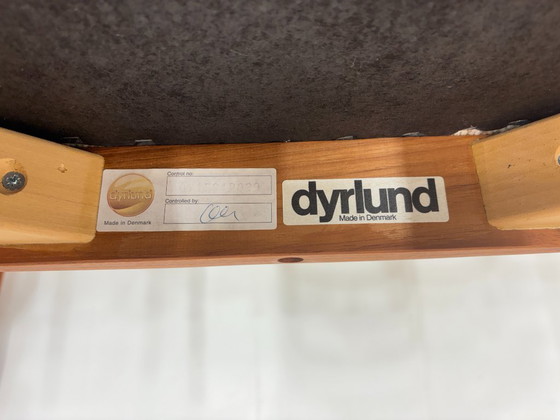 Control no:
dyrlund
Made in Denmark
Controlled by:
dyrlund
Made in Denmark